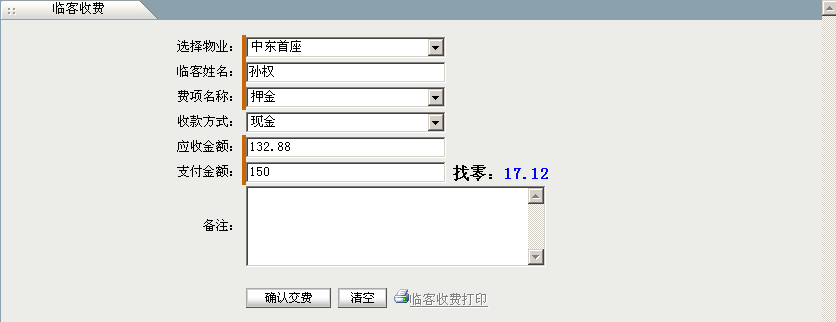 临客收费
选择物业： 中东首座
临客姓名： 孙权
费项名称： 押金
收款方式： 现金
应收金额： 132.88
支付金额： 150 找零：17.12
备注：
确认交费 清空 临客收费打印